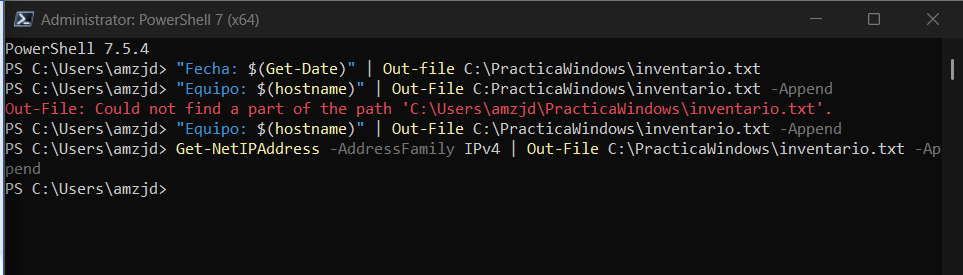 Administrator: PowerShell 7 (x64)
PowerShell 7.5.4
PS C:\Users\amzjd> "Fecha: $(Get-Date)" | Out-file C:\PracticaWindows\inventario.txt
PS C:\Users\amzjd> "Equipo: $(hostname)" | Out-File C:PracticaWindows\inventario.txt -Append
Out-File: Could not find a part of the path 'C:\Users\amzjd\PracticaWindows\inventario.txt'.
PS C:\Users\amzjd> "Equipo: $(hostname)" | Out-File C:\PracticaWindows\inventario.txt -Append
PS C:\Users\amzjd> Get-NetIPAddress -AddressFamily IPv4 | Out-File C:\PracticaWindows\inventario.txt -Ap
pend
PS C:\Users\amzjd>